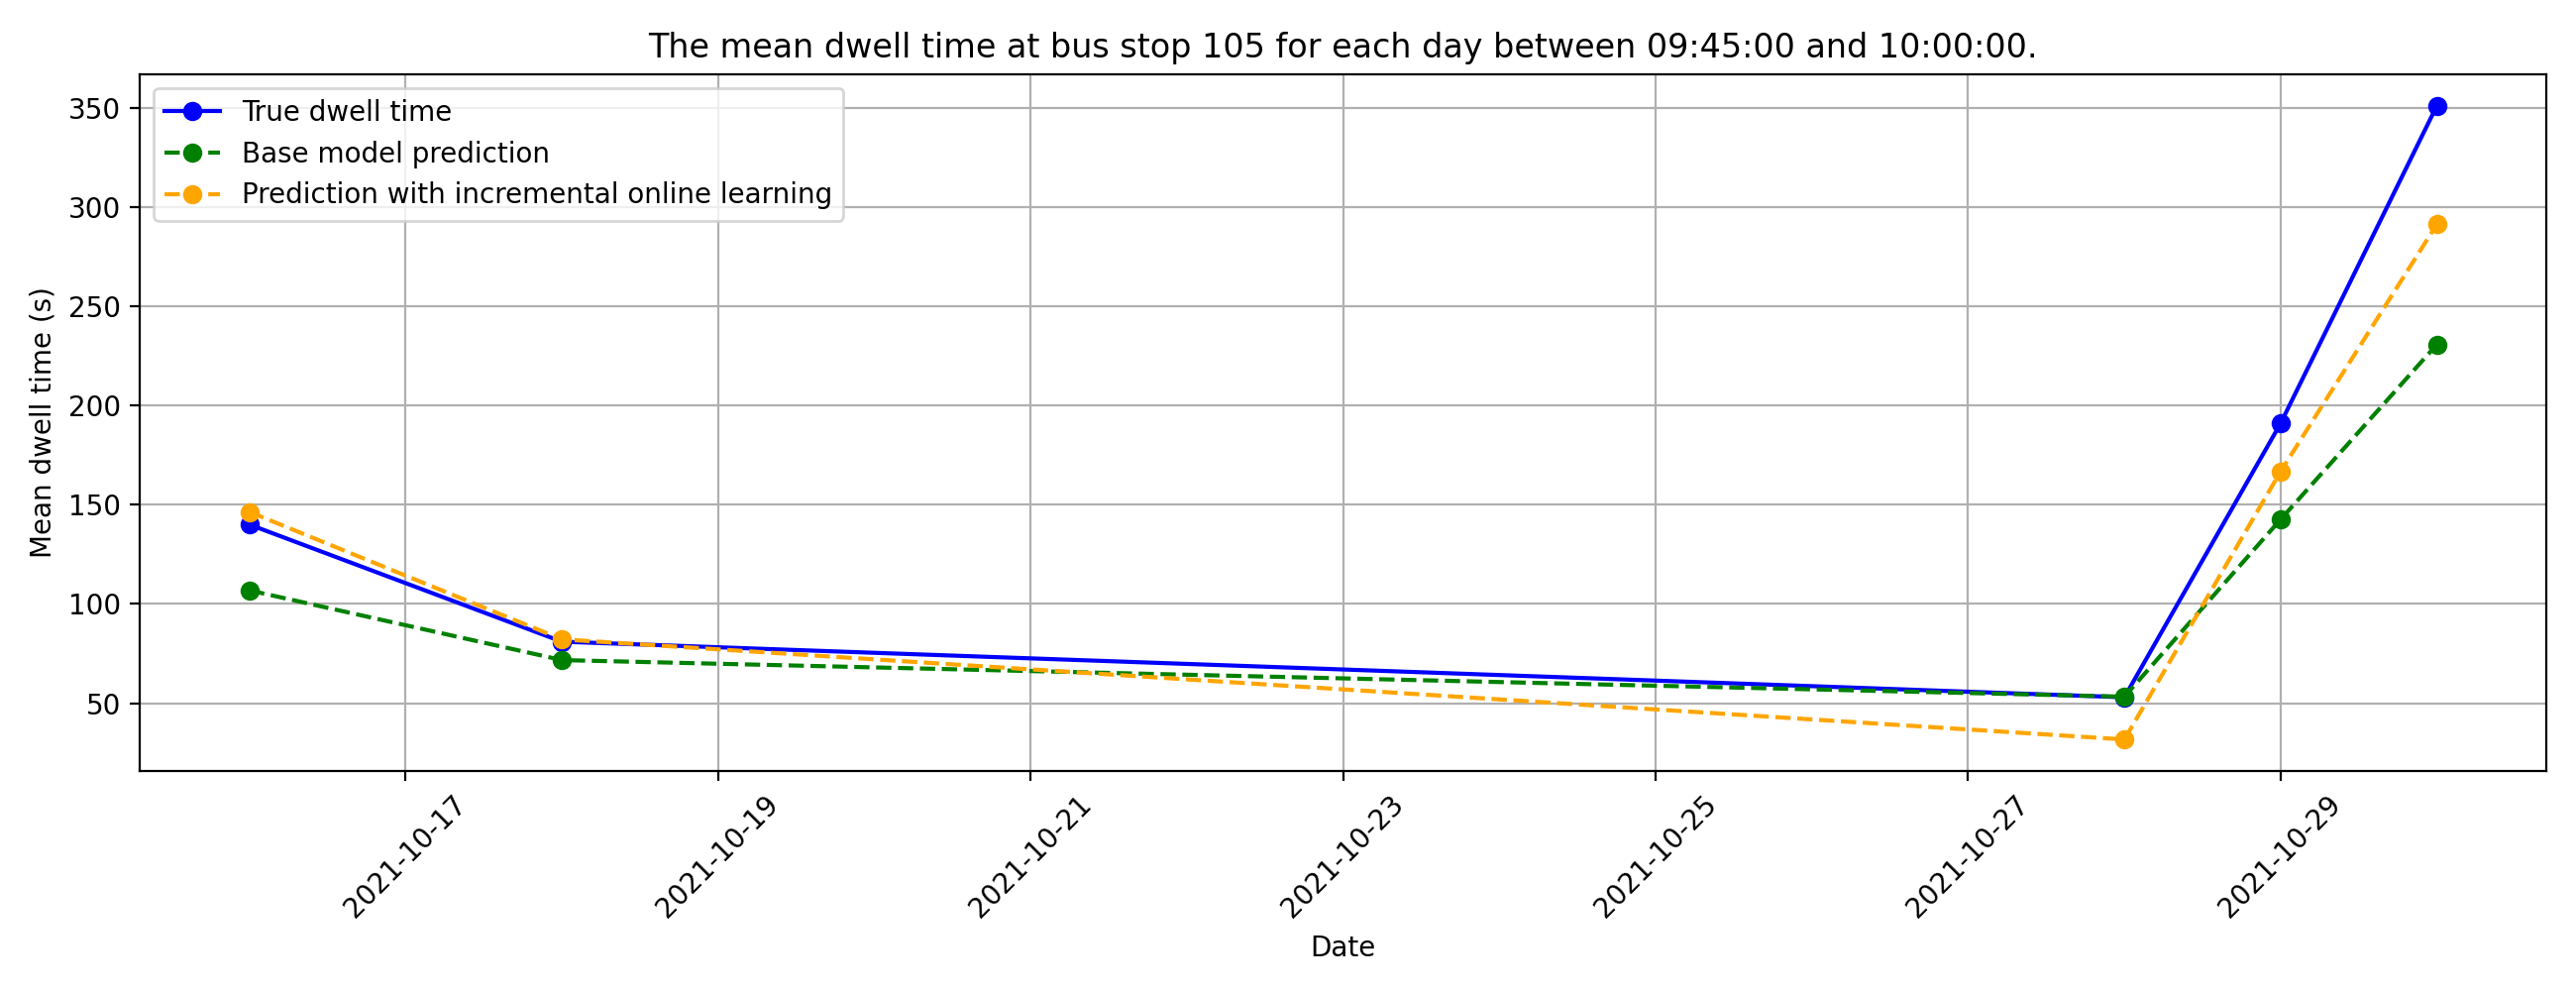 The mean dwell time at bus stop 105 for each day between 09:45:00 and 10:00:00.
True dwell time
Base model prediction
Prediction with incremental online learning
Mean dwell time (s)
350
300
250
200
150
100
50
2021-10-17
2021-10-19
2021-10-21
2021-10-23
2021-10-25
2021-10-27
2021-10-29
Date